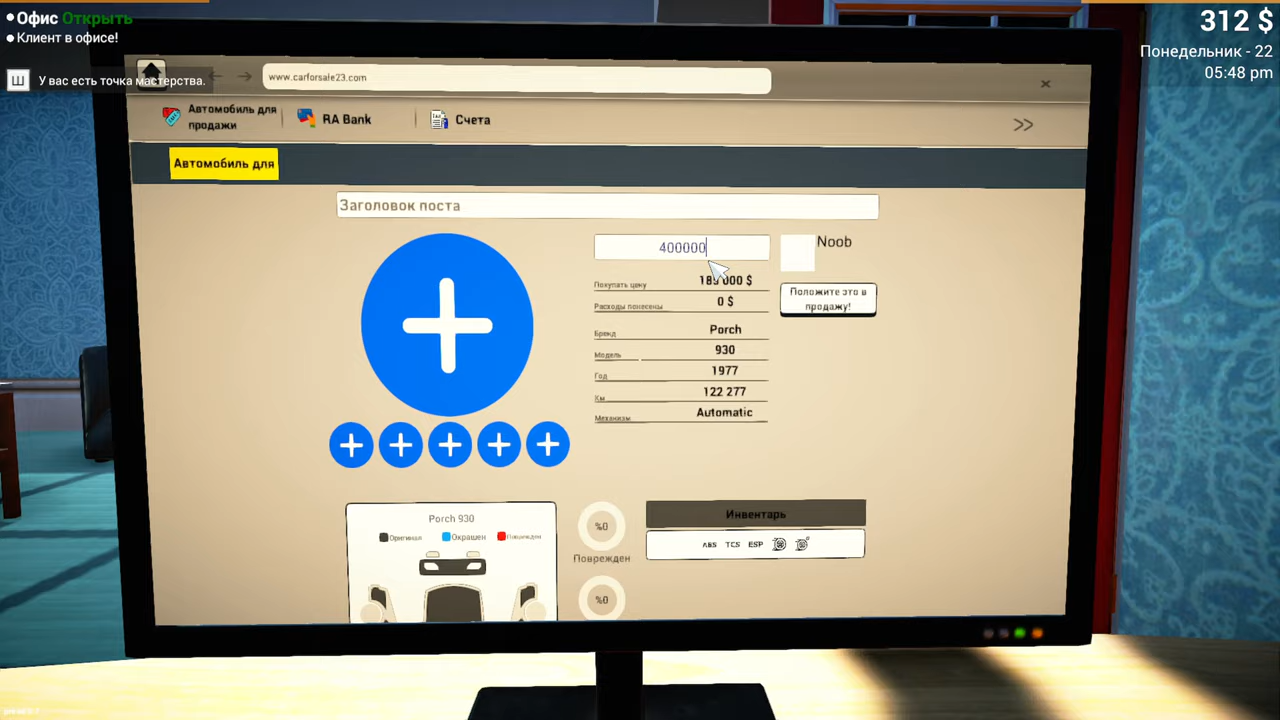 Офис Открыть
Клиент в офисе!
Ш
У вас есть точка мастерства.
312 $
Понедельник - 22
05:48 pm
www.carforsale23.com
Автомобиль для
продажи
RA Bank
Счета
Автомобиль для
Заголовок поста
400000
Noob
Покупать цену
Расходы понесены 0 $
Положите это в
продажу!
Бренд Porch
Модель 930
Год 1977
Хм 122 277
Механизм Automatic
Porch 930
Оригинал Окрашен Поврежден
%0
Поврежден
%0
Инвентарь
ABS TCS ESP